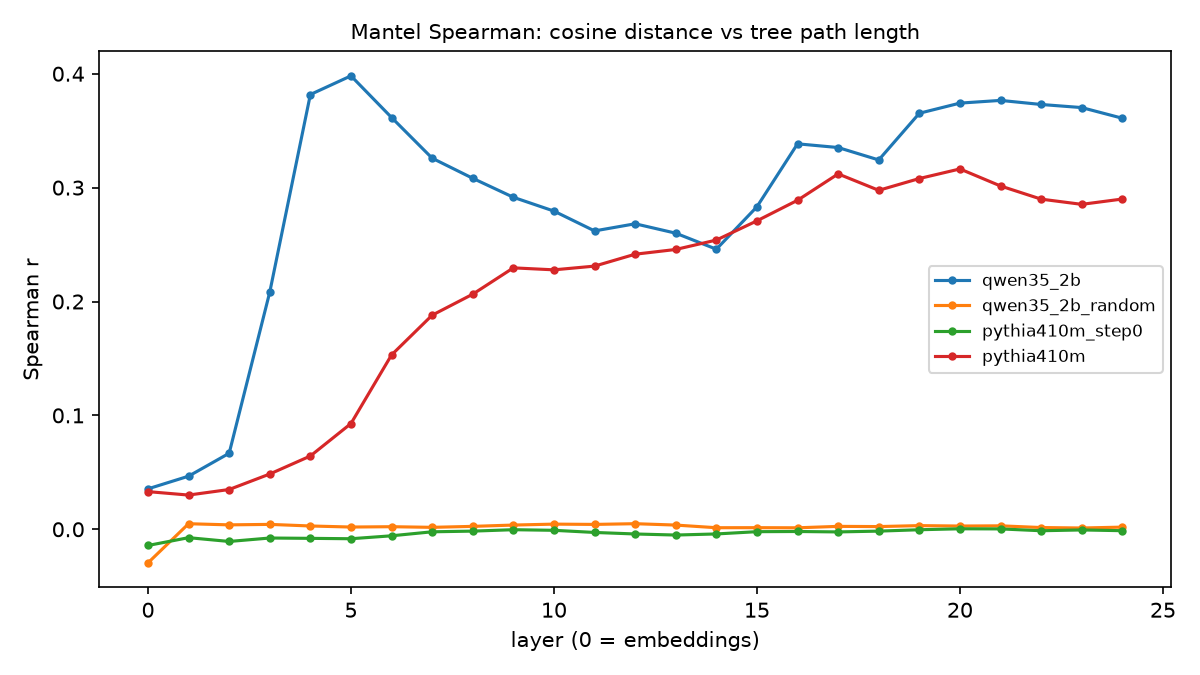 Mantel Spearman: cosine distance vs tree path length
0.4
0.3
0.2
0.1
0.0
Spearman r
qwen35_2b
qwen35_2b_random
pythia410m_step0
pythia410m
0 5 10 15 20 25
layer (0 = embeddings)